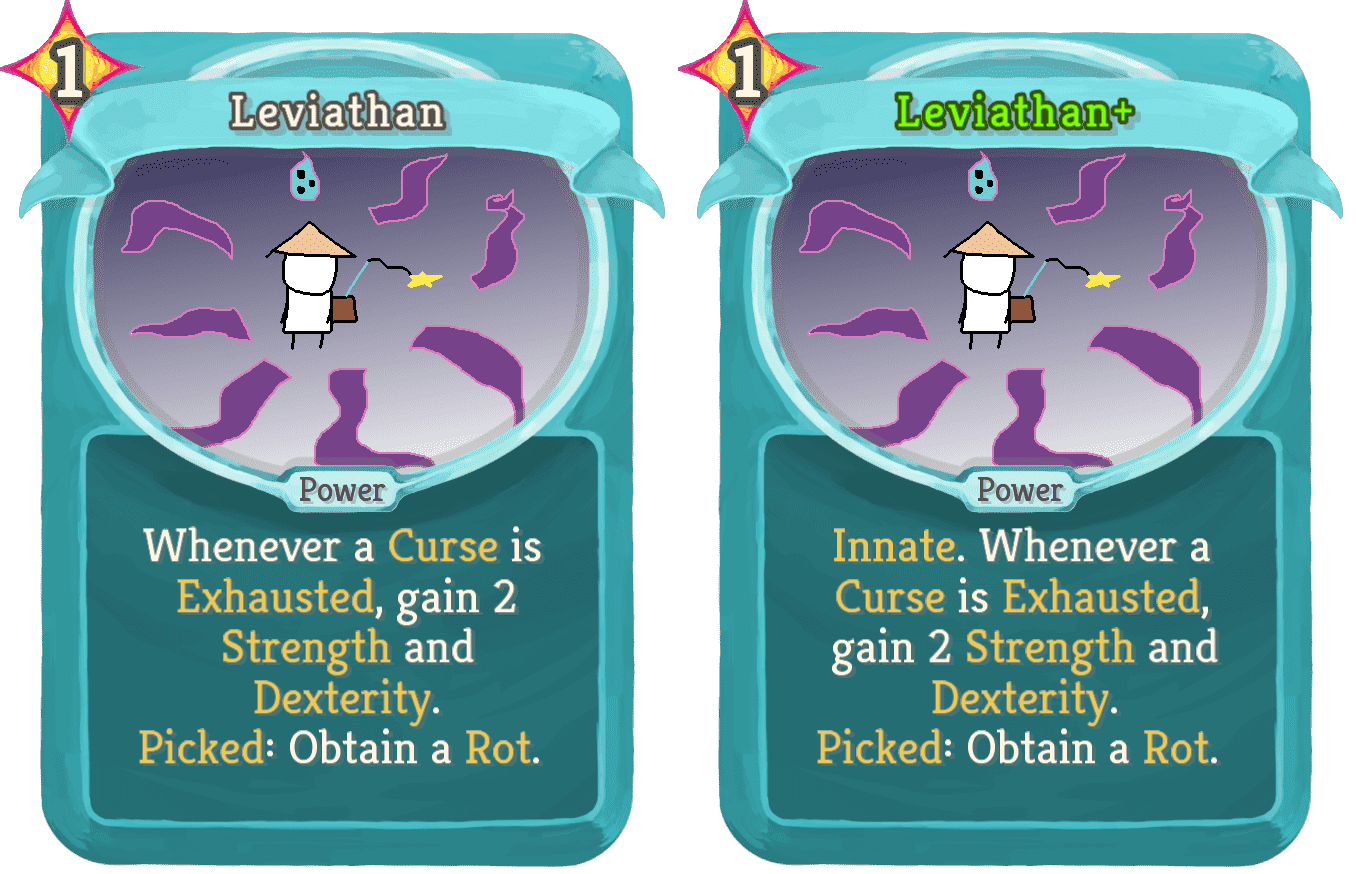 1
Leviathan
Power
Whenever a Curse is
Exhausted, gain 2
Strength and
Dexterity.
Picked: Obtain a Rot.
1
Leviathan+
Power
Innate. Whenever a
Curse is Exhausted,
gain 2 Strength and
Dexterity.
Picked: Obtain a Rot.